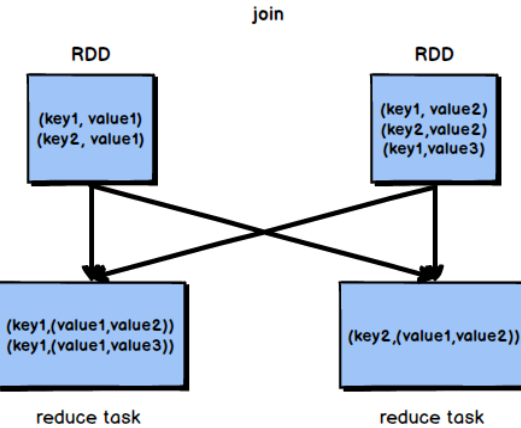 join
RDD
RDD
(key1, value1)
(key2, value1)
(key1, value2)
(key2,value2)
(key1,value3)
(key1,(value1,value2))
(key1,(value1,value3))
(key2,(value1,value2))
reduce task
reduce task